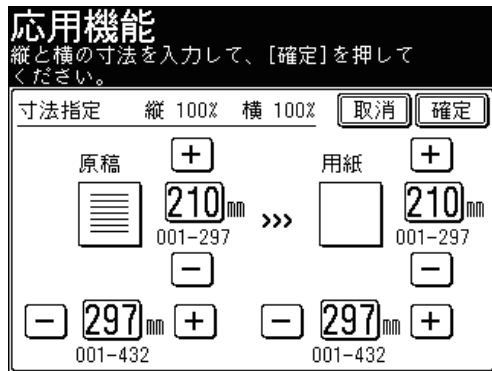 応用機能
縦と横の寸法を入力して、[確定]を押して
ください。
寸法指定 縦 100% 横 100% 取消 確定
原稿 + 用紙 +
210mm >>> 210mm
001-297 001-297
- -
- 297mm + - 297mm +
001-432 001-432